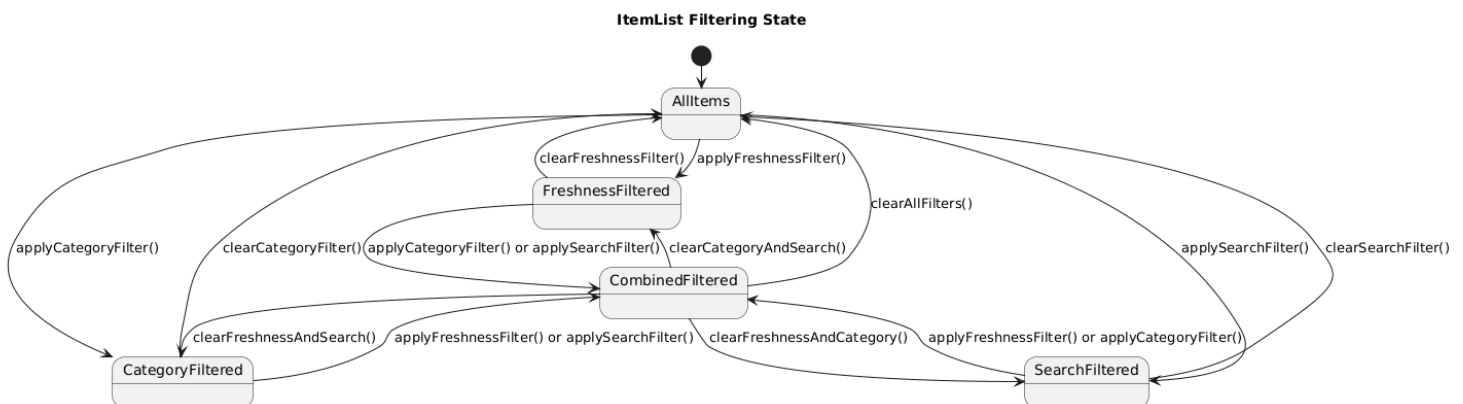 ItemList Filtering State
AllItems
clearFreshnessFilter()
applyFreshnessFilter()
FreshnessFiltered
clearAllFilters()
applyCategoryFilter()
clearCategoryFilter()
applyCategoryFilter() or applySearchFilter()
clearCategoryAndSearch()
applySearchFilter()
clearSearchFilter()
CombinedFiltered
clearFreshnessAndSearch()
applyFreshnessFilter() or applySearchFilter()
clearFreshnessAndCategory()
applyFreshnessFilter() or applyCategoryFilter()
CategoryFiltered
SearchFiltered